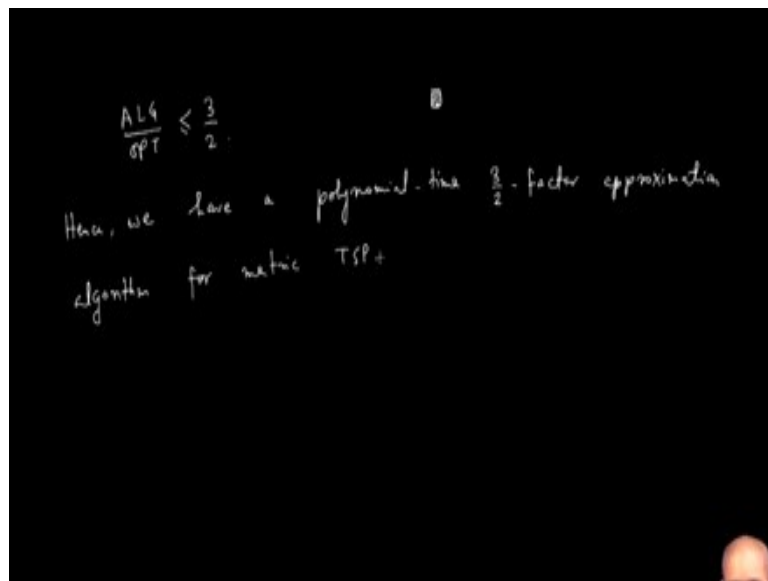 ALG/OPT ≤ 3/2.
Hence, we have a polynomial-time 3/2-factor approximation
algorithm for metric TSP.